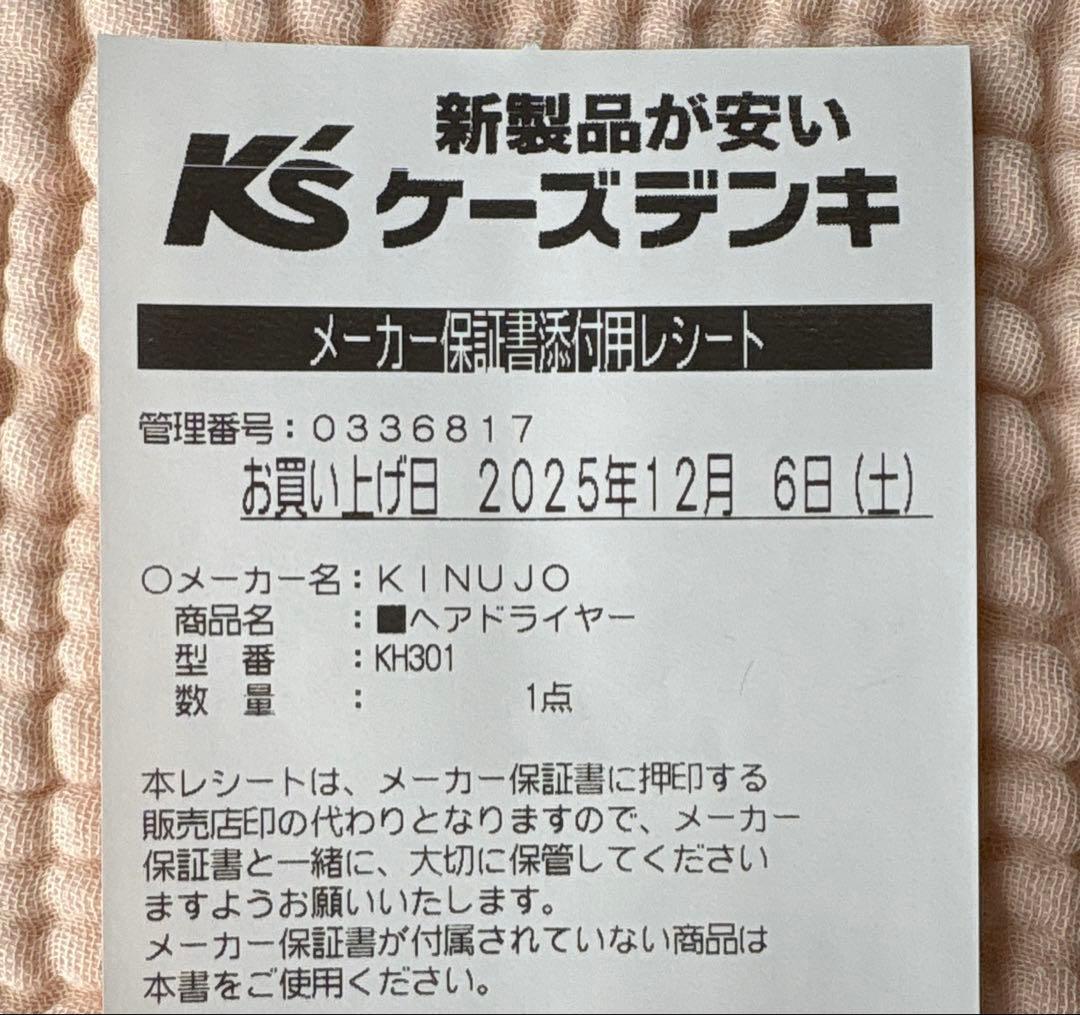 新製品が安い
K's ケーズデンキ
メーカー保証書添付用レシート
管理番号：０３３６８１７
お買い上げ日 2025年12月 6日(土)
○メーカー名：ＫＩＮＵＪＯ
商品名 ：■ヘアドライヤー
型 番 ：KH301
数 量 ： 1点
本レシートは、メーカー保証書に押印する
販売店印の代わりとなりますので、メーカー
保証書と一緒に、大切に保管してください
ますようお願いいたします。
メーカー保証書が付属されていない商品は
本書をご使用ください。